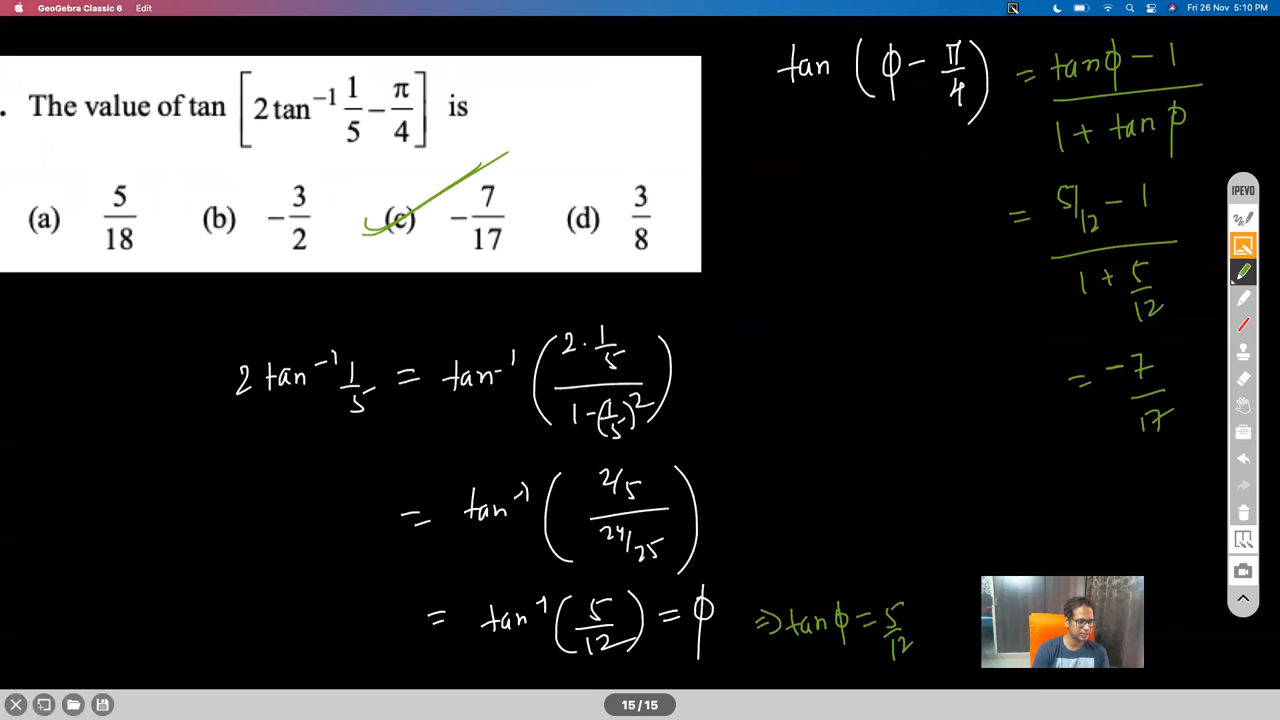 GeoGebra Classic 6 Edit Fri 26 Nov 5:10 PM
. The value of tan [2 tan⁻¹ 1/5 − π/4] is
(a) 5/18 (b) −3/2 (c) −7/17 (d) 3/8
tan (ϕ − π/4) = (tanϕ − 1)/(1 + tan ϕ)
= (5/12 − 1)/(1 + 5/12)
= −7/17
2 tan⁻¹ 1/5 = tan⁻¹ ((2 · 1/5)/(1 − (1/5)²))
= tan⁻¹ ((2/5)/(24/25))
= tan⁻¹ (5/12) = ϕ ⇒ tanϕ = 5/12
IPEVO
15 / 15